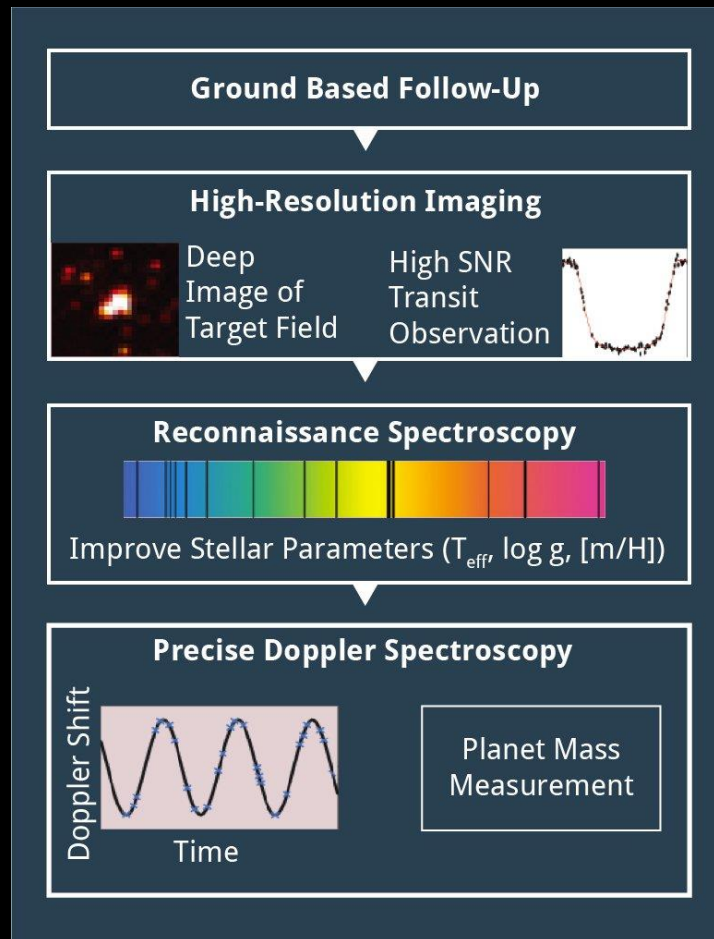 Ground Based Follow-Up
High-Resolution Imaging
Deep
Image of
Target Field
High SNR
Transit
Observation
Reconnaissance Spectroscopy
Improve Stellar Parameters (T_eff, log g, [m/H])
Precise Doppler Spectroscopy
Doppler Shift
Time
Planet Mass
Measurement